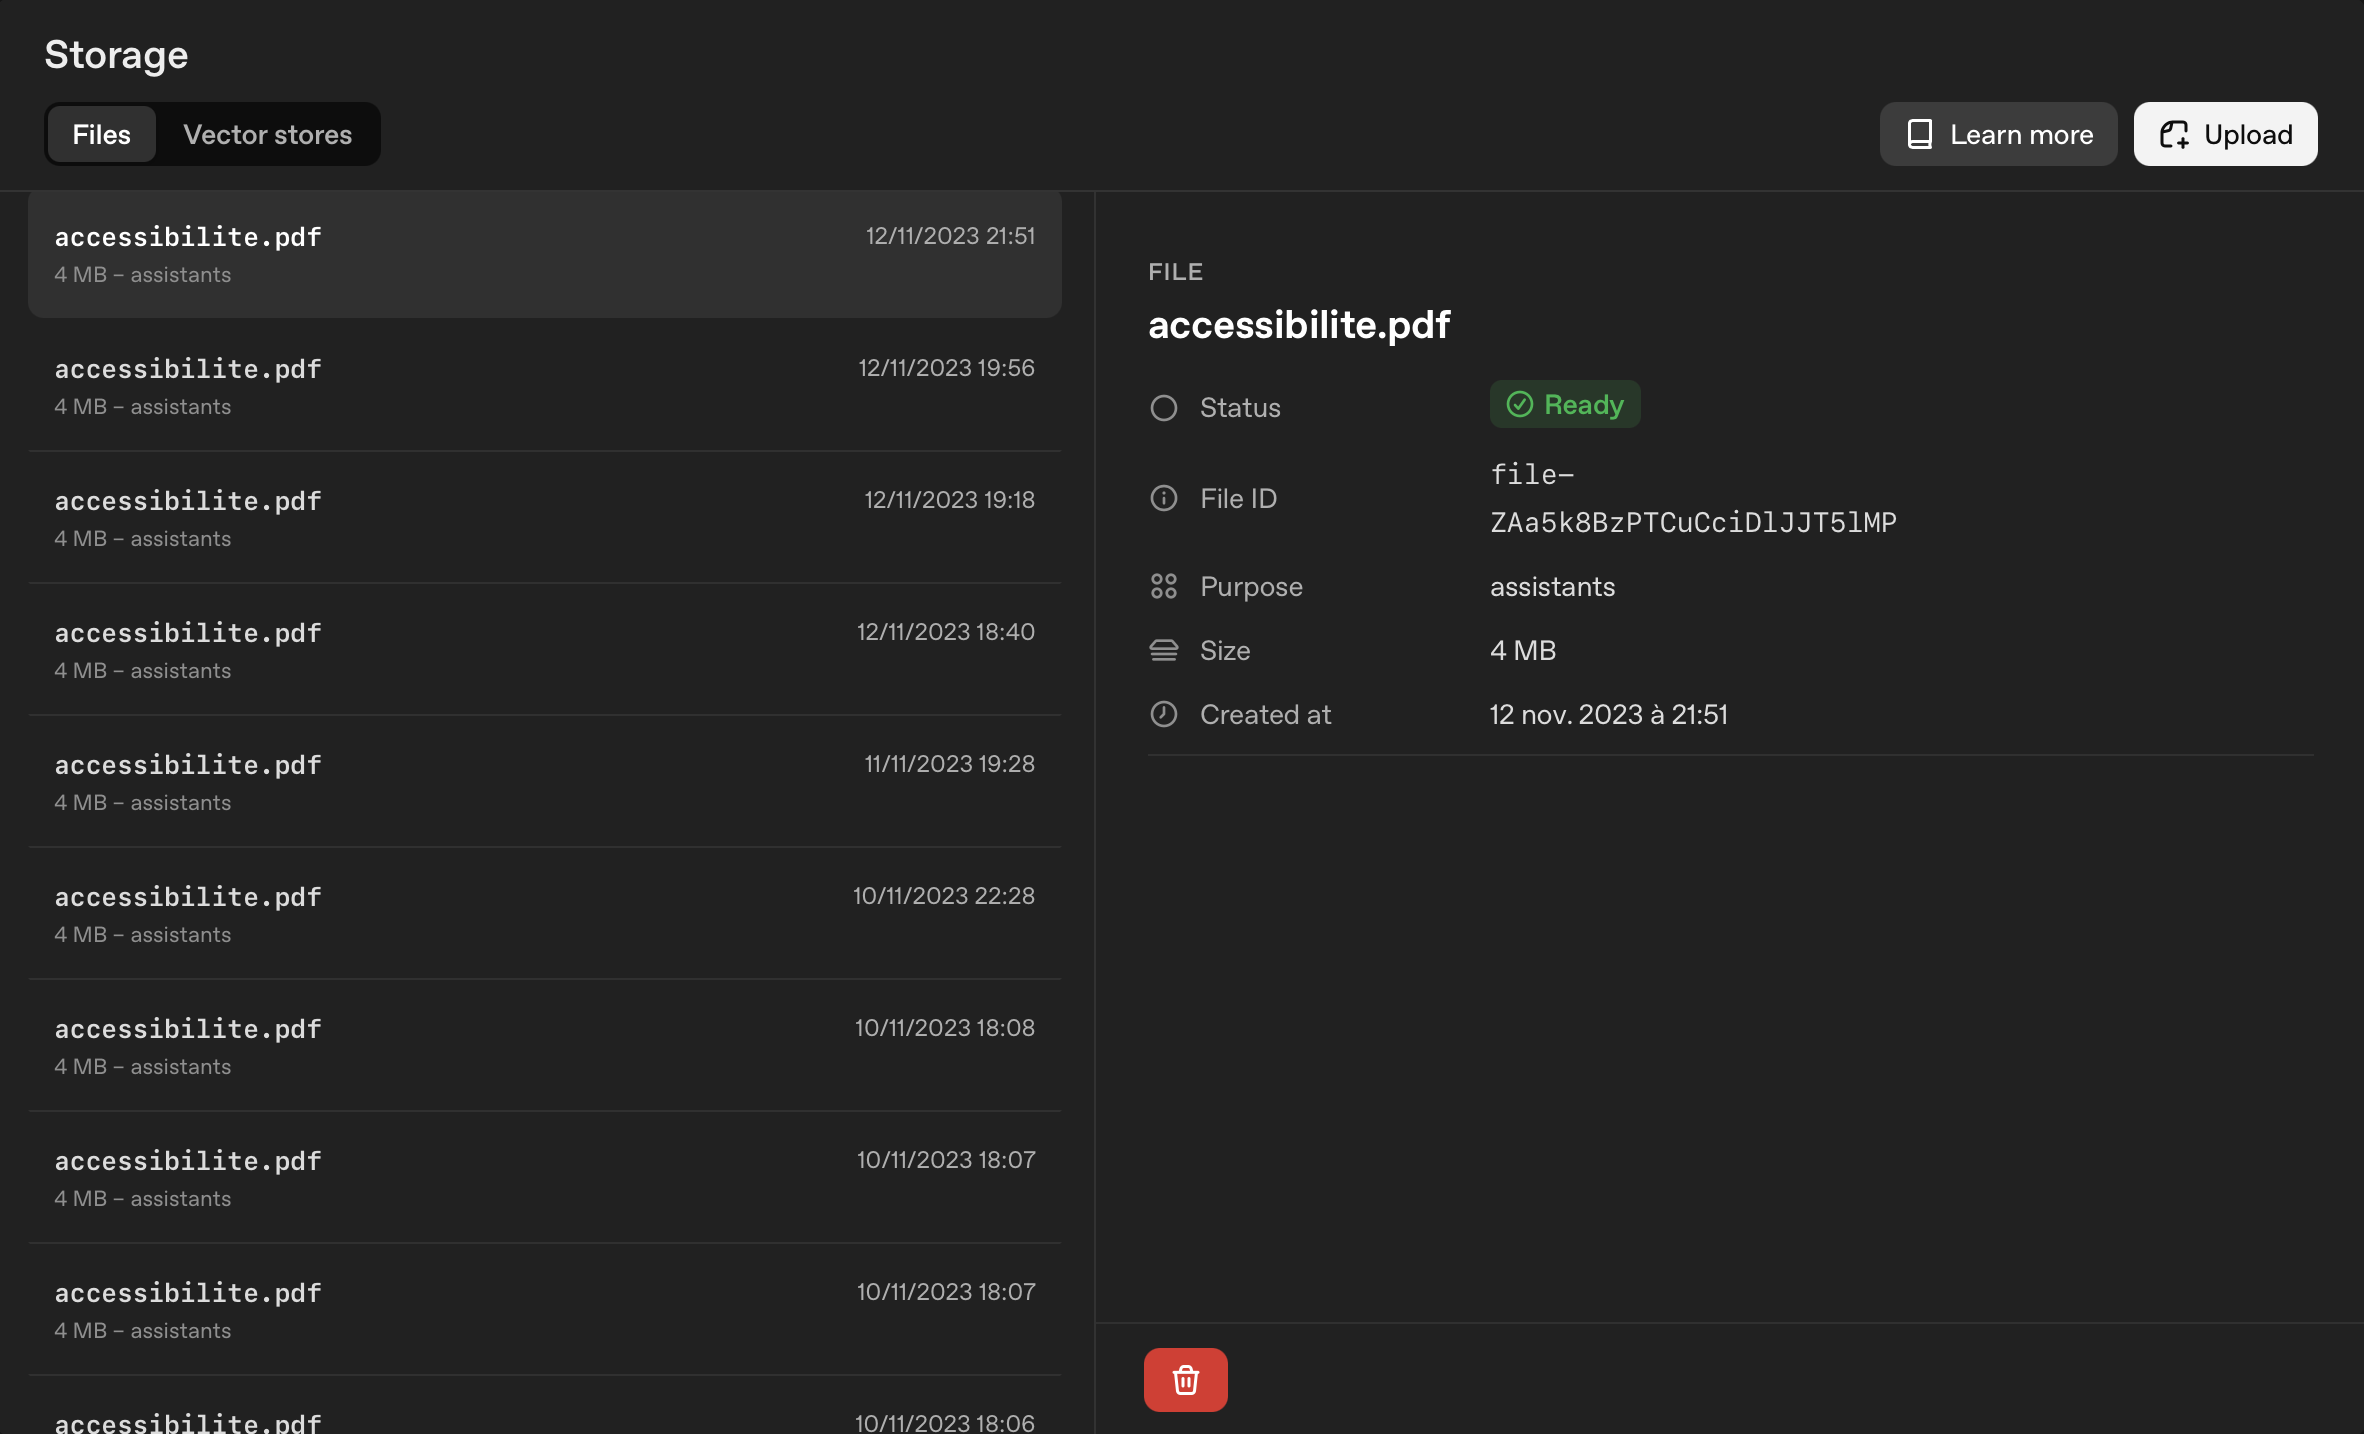 Storage
Files
Vector stores
Learn more
Upload
accessibilite.pdf
12/11/2023 21:51
4 MB – assistants
accessibilite.pdf
12/11/2023 19:56
4 MB – assistants
accessibilite.pdf
12/11/2023 19:18
4 MB – assistants
accessibilite.pdf
12/11/2023 18:40
4 MB – assistants
accessibilite.pdf
11/11/2023 19:28
4 MB – assistants
accessibilite.pdf
10/11/2023 22:28
4 MB – assistants
accessibilite.pdf
10/11/2023 18:08
4 MB – assistants
accessibilite.pdf
10/11/2023 18:07
4 MB – assistants
accessibilite.pdf
10/11/2023 18:07
4 MB – assistants
accessibilite.pdf
10/11/2023 18:06
FILE
accessibilite.pdf
Status
Ready
File ID
file-
ZAa5k8BzPTCuCciDlJJT5lMP
Purpose
assistants
Size
4 MB
Created at
12 nov. 2023 à 21:51